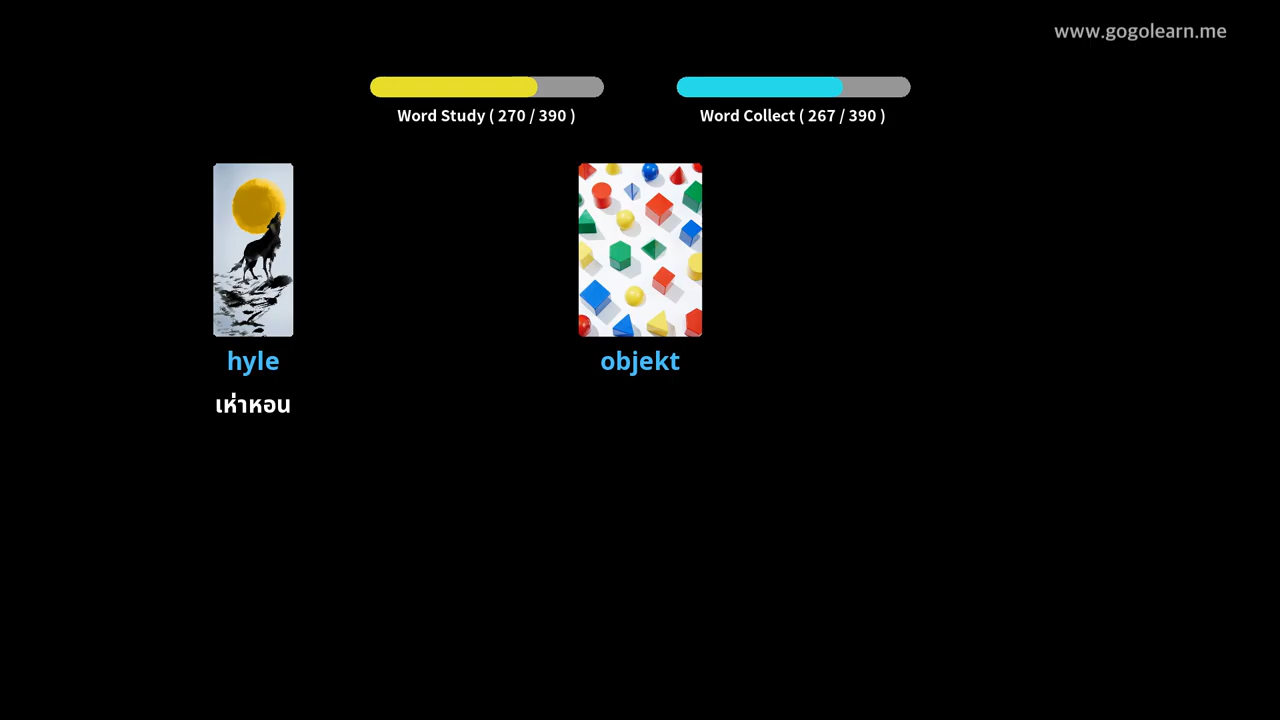 www.gogolearn.me
Word Study ( 270 / 390 )
Word Collect ( 267 / 390 )
hyle
objekt
เห่าหอน